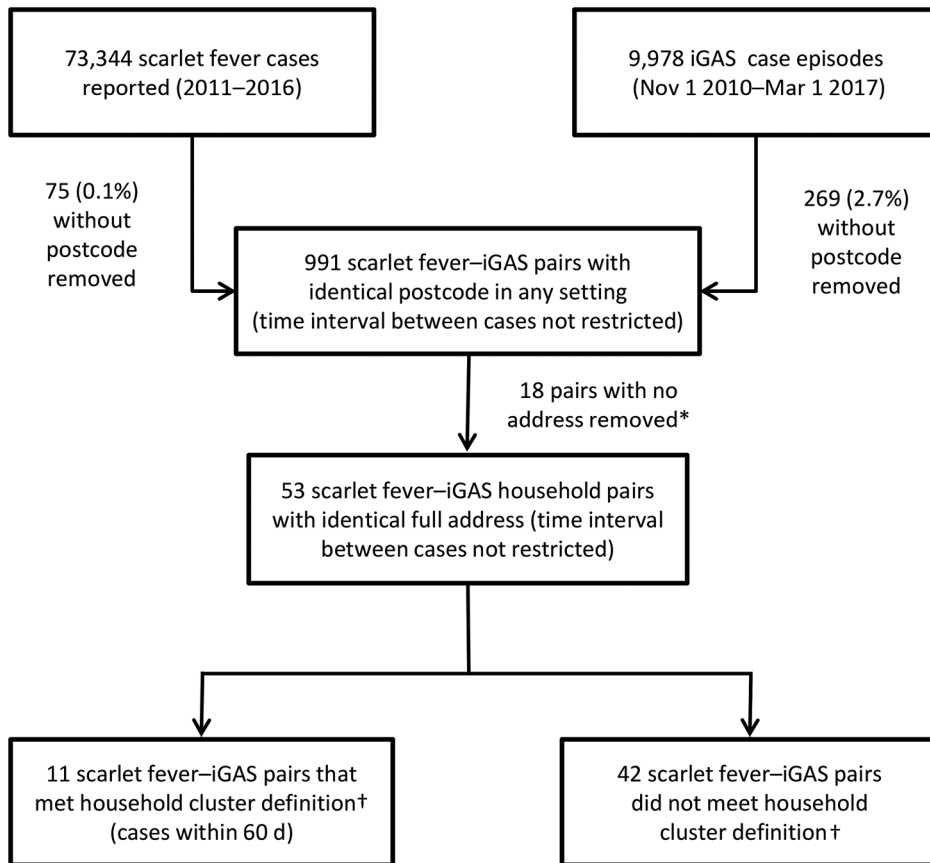 73,344 scarlet fever cases
reported (2011–2016)
9,978 iGAS case episodes
(Nov 1 2010–Mar 1 2017)
75 (0.1%)
without
postcode
removed
269 (2.7%)
without
postcode
removed
991 scarlet fever–iGAS pairs with
identical postcode in any setting
(time interval between cases not restricted)
18 pairs with no
address removed*
53 scarlet fever–iGAS household pairs
with identical full address (time interval
between cases not restricted)
11 scarlet fever–iGAS pairs that
met household cluster definition†
(cases within 60 d)
42 scarlet fever–iGAS pairs
did not meet household
cluster definition†